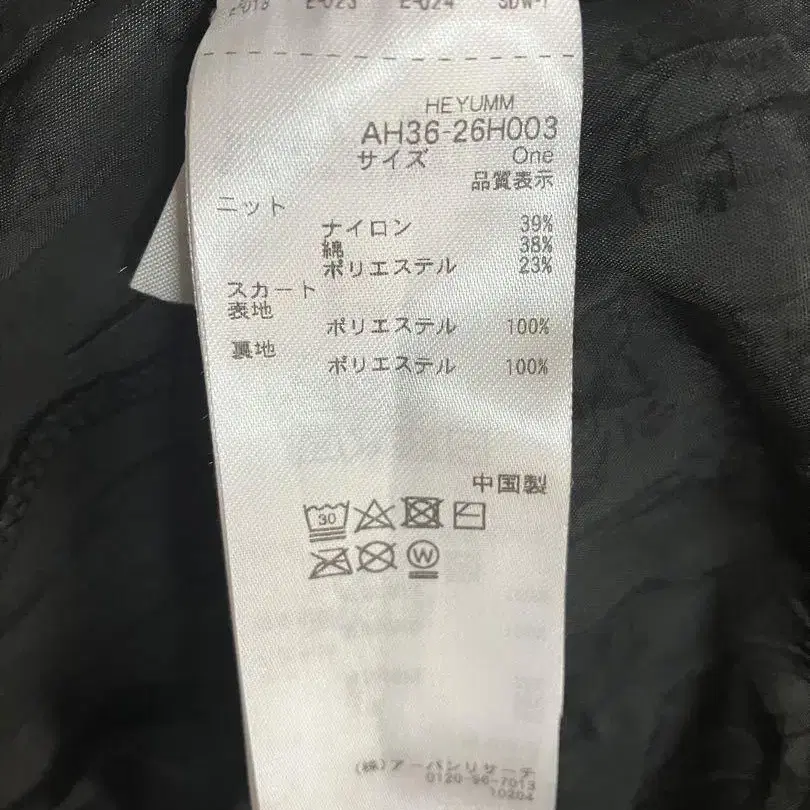 E-023 E-024
HEYUMM
AH36-26H003
サイズ One
品質表示
ニット
ナイロン 39%
綿 38%
ポリエステル 23%
スカート
表地
ポリエステル 100%
裏地
ポリエステル 100%
中国製
30
W
(株)アーバンリサーチ
0120-96-7013
10204